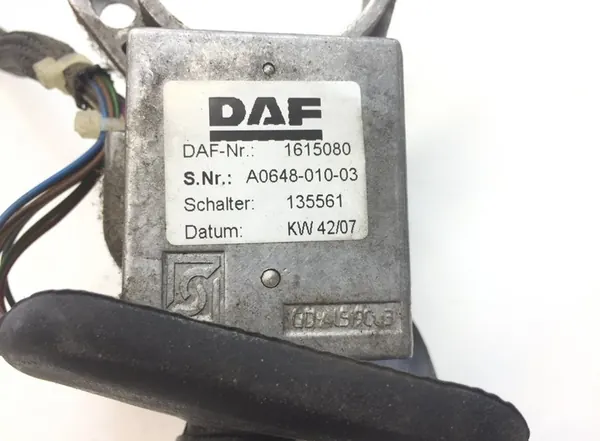 DAF
DAF-Nr.: 1615080
S.Nr.: A0648-010-03
Schalter: 135561
Datum: KW 42/07